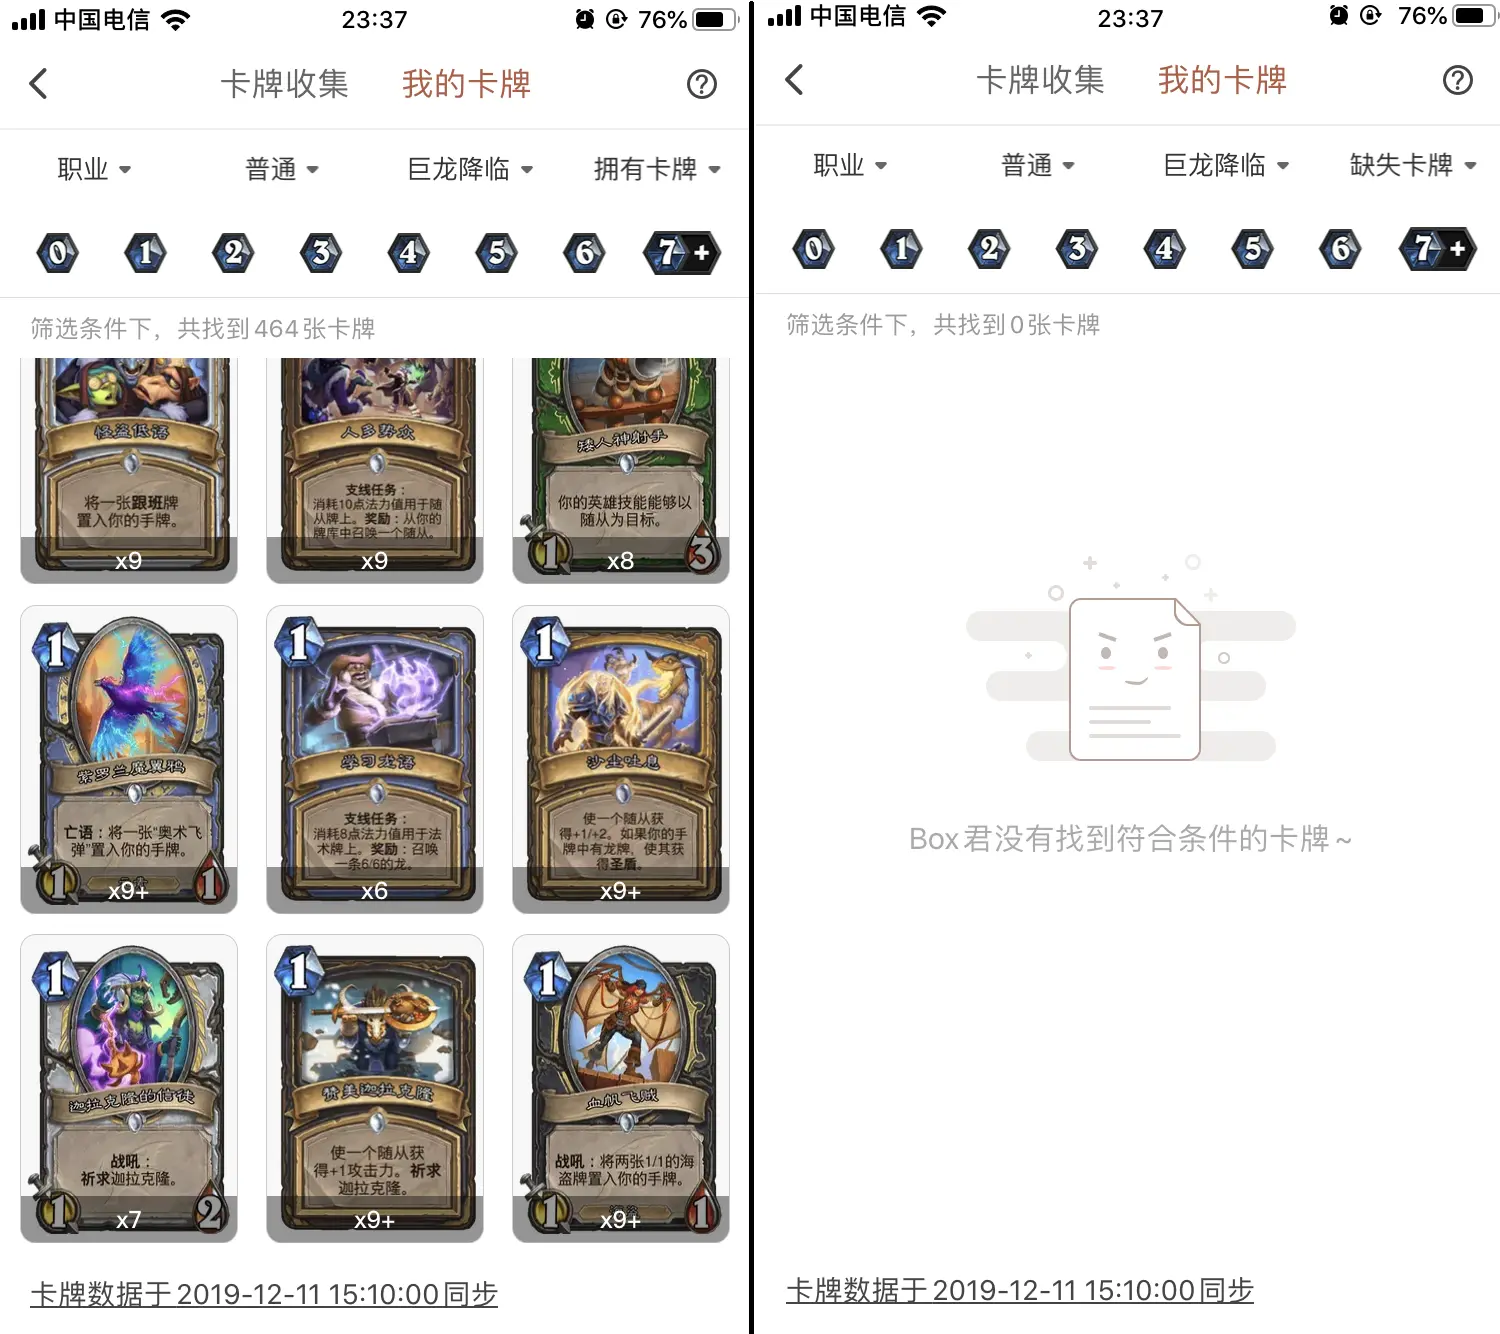 中国电信 23:37 76%
卡牌收集 我的卡牌
职业 普通 巨龙降临 拥有卡牌
0 1 2 3 4 5 6 7+
筛选条件下，共找到464张卡牌
怪盗低语
将一张跟班牌
置入你的手牌。
x9
人多势众
支线任务：
消耗10点法力值用于随
从牌上。奖励：从你的
牌库中召唤一个随从。
x9
矮人神射手
你的英雄技能能够以
随从为目标。
1 x8 3
1
紫罗兰魔翼鸦
亡语：将一张“奥术飞
弹”置入你的手牌。
元素
1 x9+ 1
1
学习龙语
支线任务：
消耗8点法力值用于法
术牌上。奖励：召唤
一条6/6的龙。
x6
1
沙尘吐息
使一个随从获
得+1/+2。如果你的手
牌中有龙牌，使其获
得圣盾。
x9+
1
迦拉克隆的信徒
战吼：
祈求迦拉克隆。
1 x7 2
1
赞美迦拉克隆
使一个随从获
得+1攻击力。祈求
迦拉克隆。
x9+
1
血帆飞贼
战吼：将两张1/1的海
盗牌置入你的手牌。
海盗
1 x9+ 1
卡牌数据于2019-12-11 15:10:00同步
中国电信 23:37 76%
卡牌收集 我的卡牌
职业 普通 巨龙降临 缺失卡牌
0 1 2 3 4 5 6 7+
筛选条件下，共找到0张卡牌
Box君没有找到符合条件的卡牌~
卡牌数据于2019-12-11 15:10:00同步